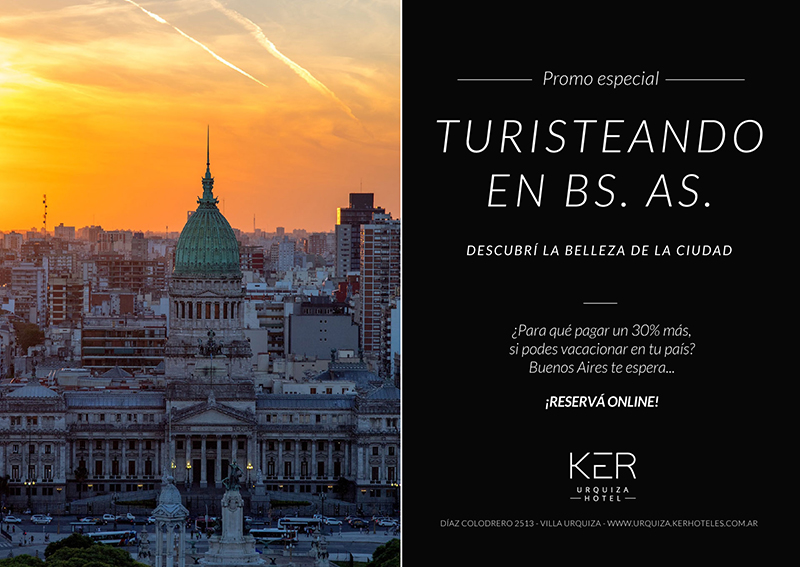 Promo especial
TURISTEANDO
EN BS. AS.
DESCUBRÍ LA BELLEZA DE LA CIUDAD
¿Para qué pagar un 30% más,
si podes vacacionar en tu país?
Buenos Aires te espera...
¡RESERVÁ ONLINE!
KER
URQUIZA
HOTEL
DÍAZ COLODRERO 2513 - VILLA URQUIZA - WWW.URQUIZA.KERHOTELES.COM.AR